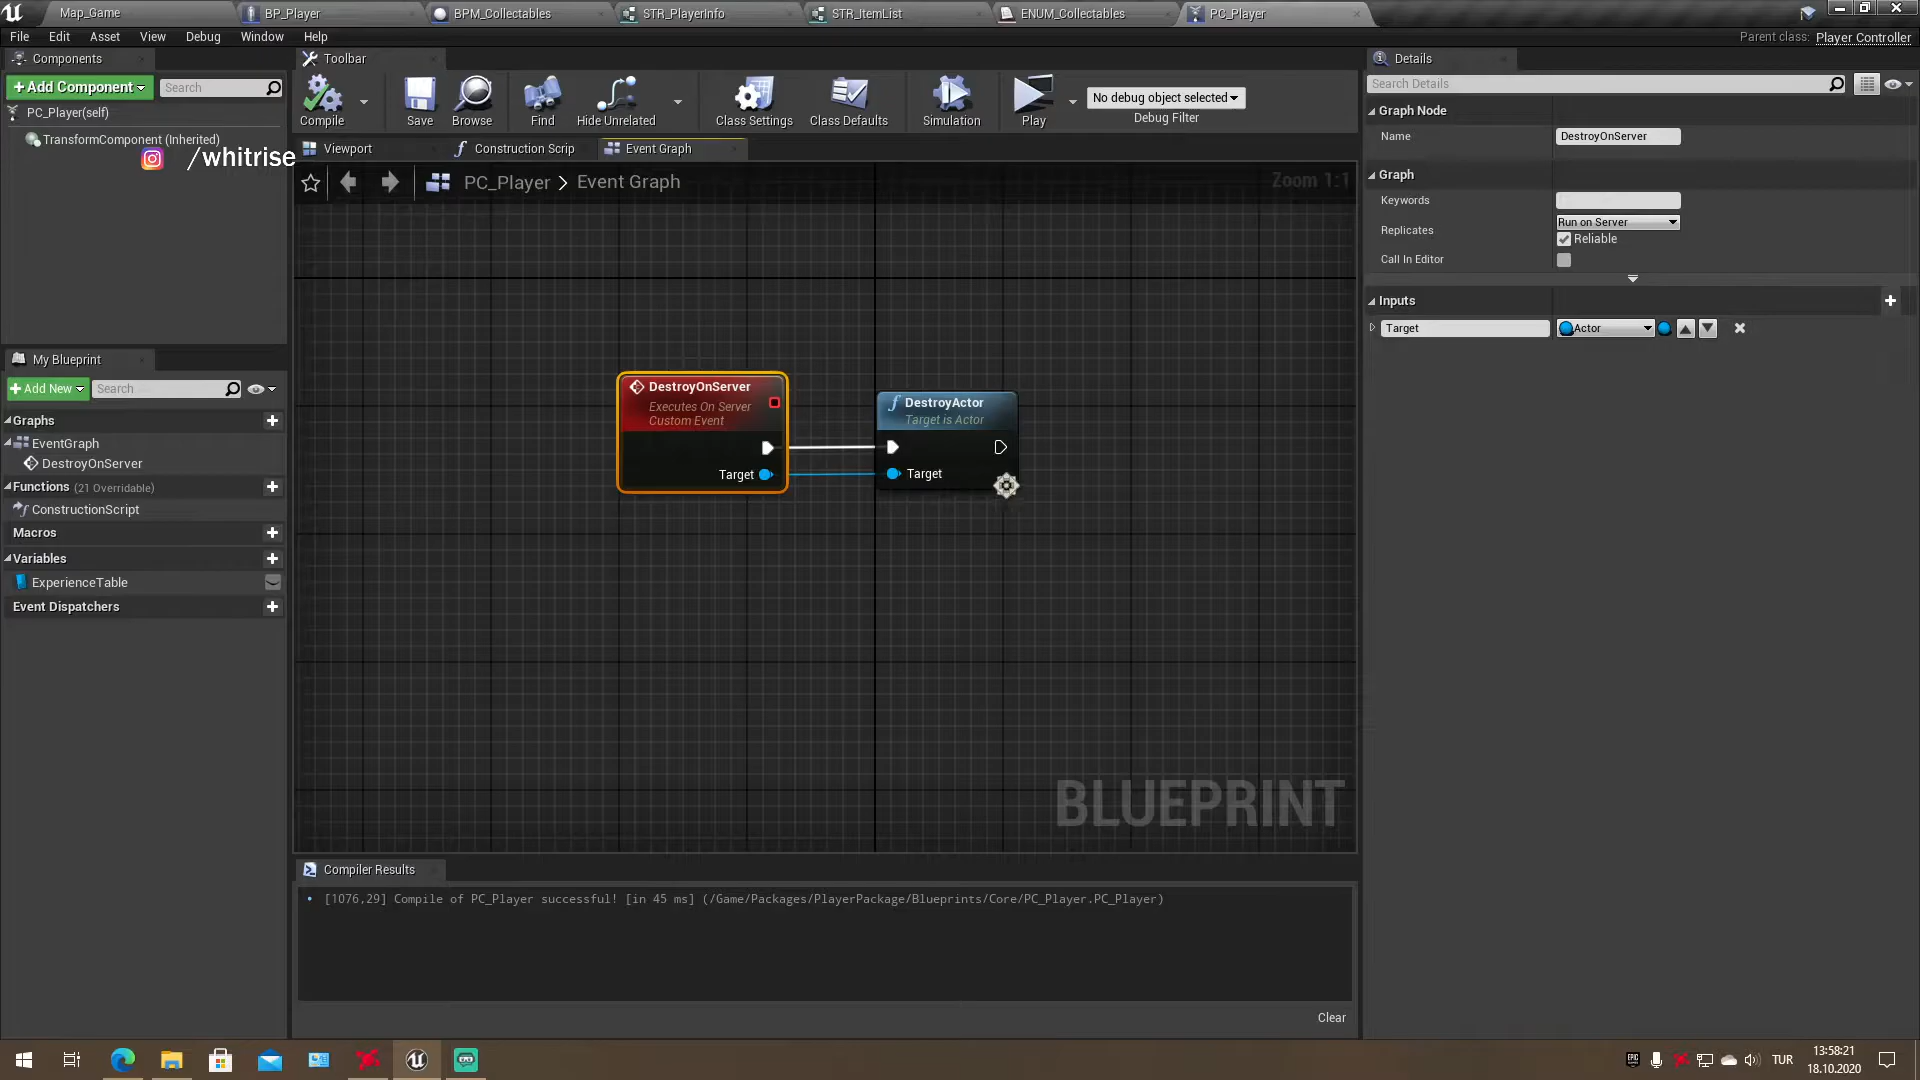 Map_Game
BP_Player
BPM_Collectables
STR_PlayerInfo
STR_ItemList
ENUM_Collectables
PC_Player
File
Edit
Asset
View
Debug
Window
Help
Parent class: Player Controller
Components
Toolbar
Details
+Add Component
Search
Search Details
Compile
Save
Browse
Find
Hide Unrelated
Class Settings
Class Defaults
Simulation
Play
No debug object selected
Debug Filter
PC_Player(self)
TransformComponent (Inherited)
/whitrise
Viewport
Construction Scrip
Event Graph
PC_Player > Event Graph
Zoom 1:1
Graph Node
Name
DestroyOnServer
Graph
Keywords
Replicates
Run on Server
Reliable
Call In Editor
Inputs
Target
Actor
My Blueprint
+Add New
Search
Graphs
EventGraph
DestroyOnServer
Functions (21 Overridable)
ConstructionScript
Macros
Variables
ExperienceTable
Event Dispatchers
DestroyOnServer
Executes On Server
Custom Event
Target
DestroyActor
Target is Actor
Target
BLUEPRINT
Compiler Results
[1076,29] Compile of PC_Player successful! [in 45 ms] (/Game/Packages/PlayerPackage/Blueprints/Core/PC_Player.PC_Player)
Clear
TUR
13:58:21
18.10.2020